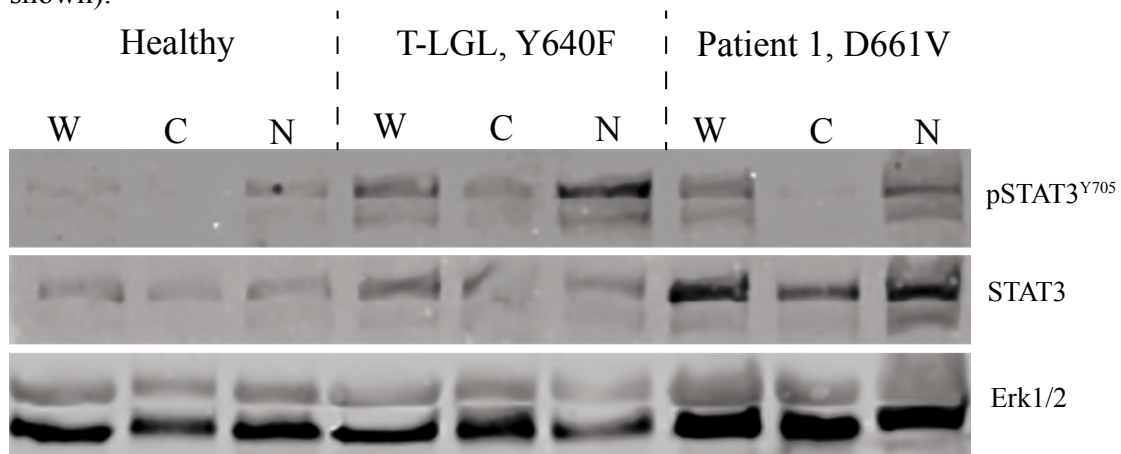 shown).
Healthy T-LGL, Y640F Patient 1, D661V
W C N W C N W C N
pSTAT3Y705
STAT3
Erk1/2